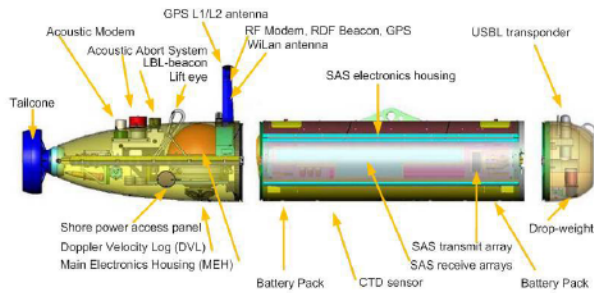 GPS L1/L2 antenna
Acoustic Modem
RF Modem, RDF Beacon, GPS
WiLan antenna
USBL transponder
Acoustic Abort System
LBL-beacon
Lift eye
SAS electronics housing
Tailcone
Shore power access panel
Doppler Velocity Log (DVL)
Main Electronics Housing (MEH)
SAS transmit array
SAS receive arrays
Drop-weight
Battery Pack
CTD sensor
Battery Pack